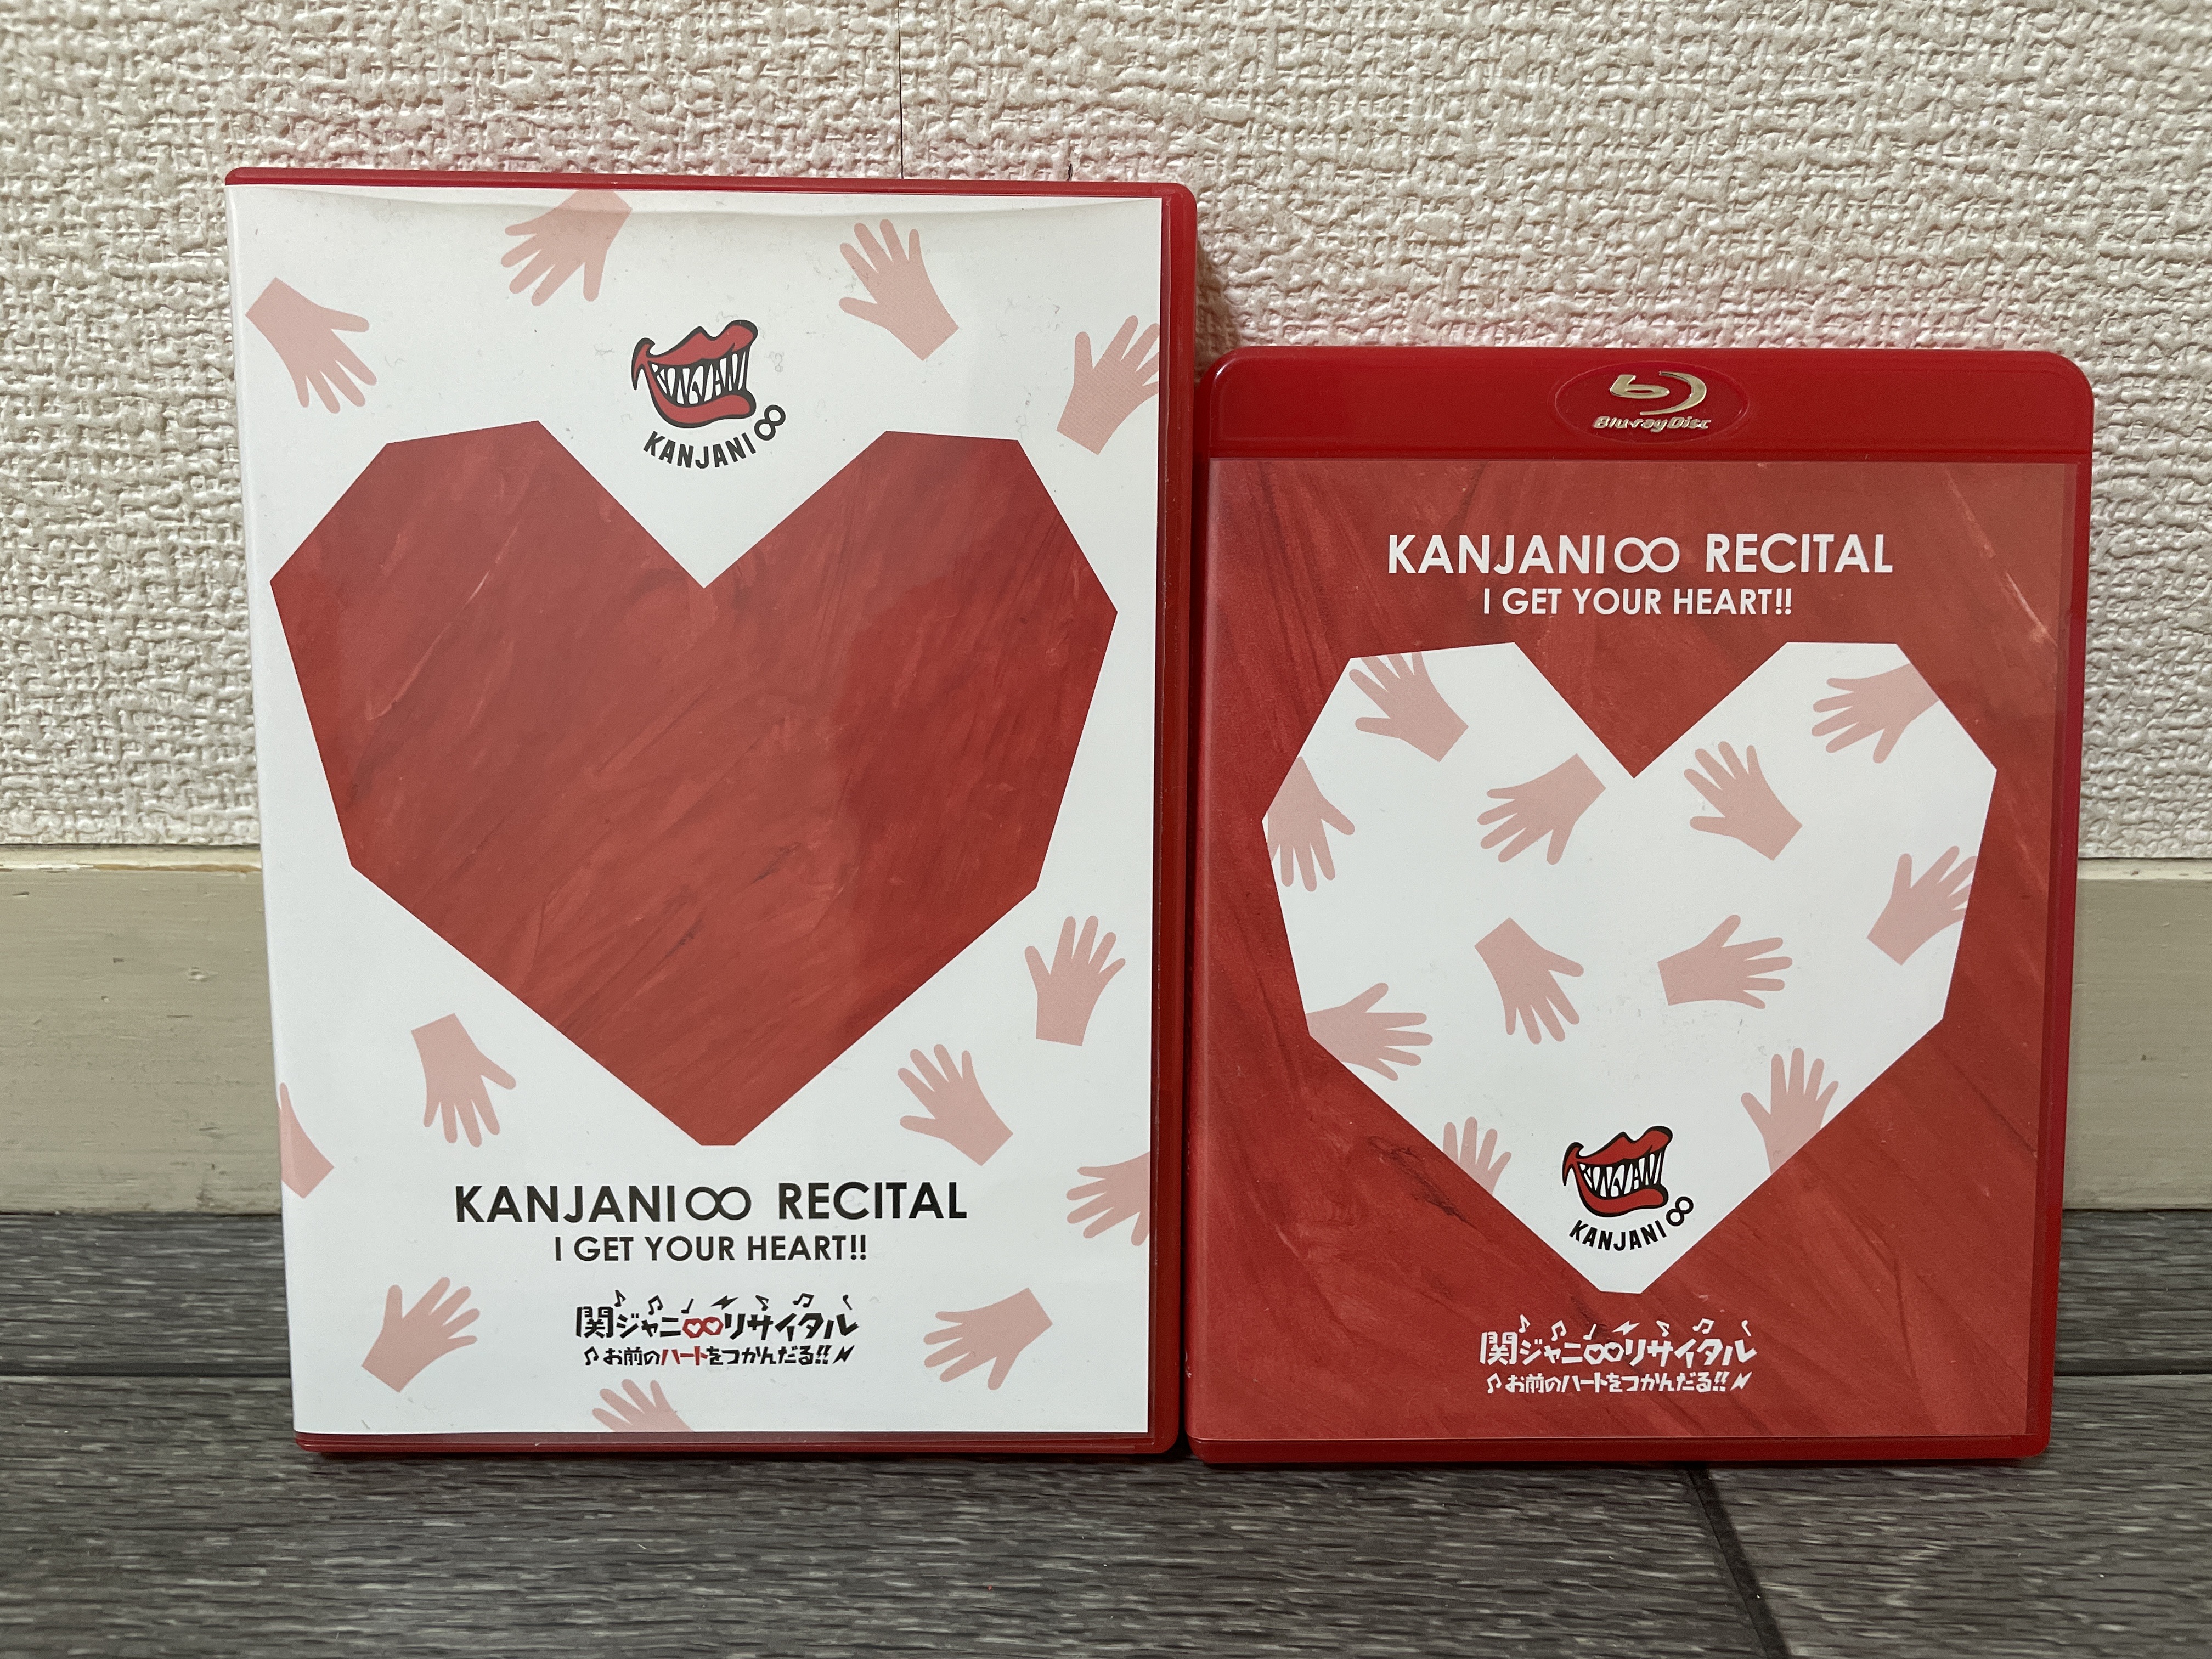 KANJANI
KANJANI∞
KANJANI∞ RECITAL
I GET YOUR HEART!!
関ジャニ∞リサイタル
お前のハートをつかんだる!!
Blu-ray Disc
KANJANI∞ RECITAL
I GET YOUR HEART!!
KANJANI
KANJANI∞
関ジャニ∞リサイタル
お前のハートをつかんだる!!